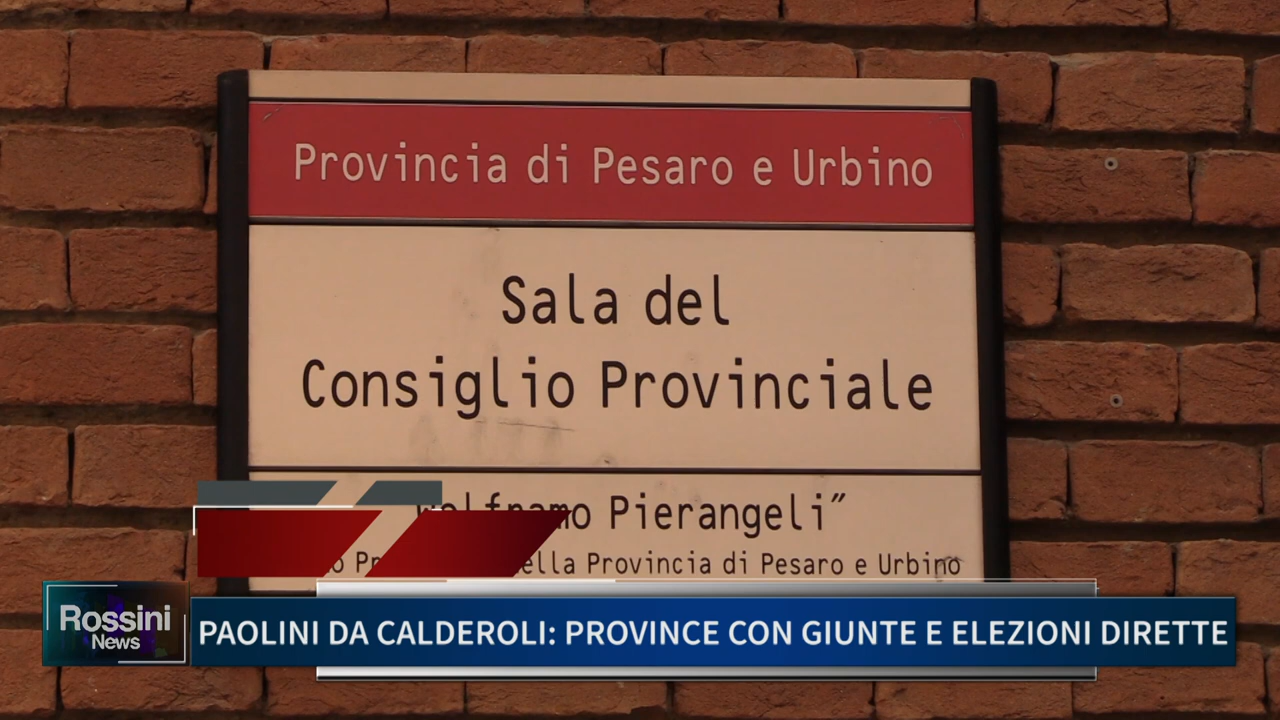 Provincia di Pesaro e Urbino
Sala del
Consiglio Provinciale
Pierangeli”
Provincia di Pesaro e Urbino
Rossini
News
PAOLINI DA CALDEROLI: PROVINCE CON GIUNTE E ELEZIONI DIRETTE